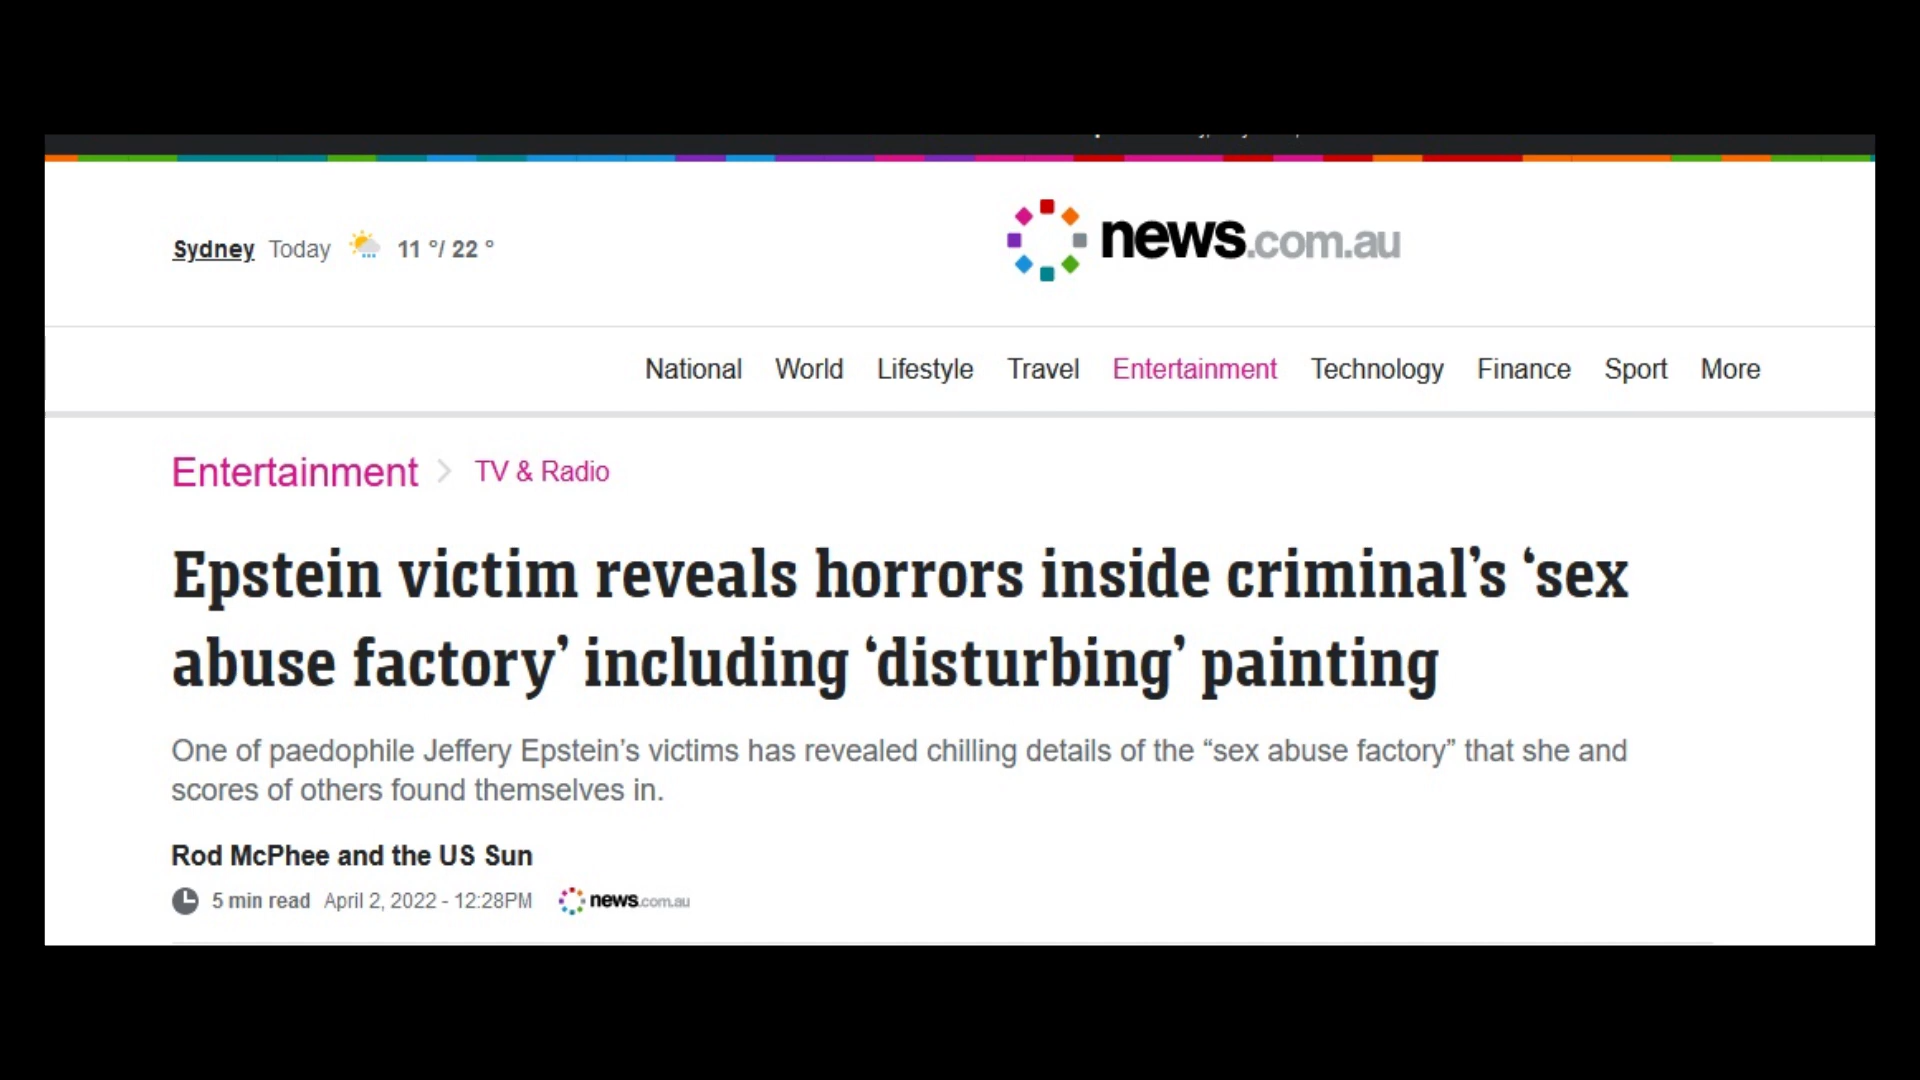 Sydney Today 11 °/ 22 °
news.com.au
National World Lifestyle Travel Entertainment Technology Finance Sport More
Entertainment > TV & Radio
Epstein victim reveals horrors inside criminal’s ‘sex
abuse factory’ including ‘disturbing’ painting
One of paedophile Jeffery Epstein’s victims has revealed chilling details of the “sex abuse factory” that she and
scores of others found themselves in.
Rod McPhee and the US Sun
5 min read April 2, 2022 - 12:28PM news.com.au